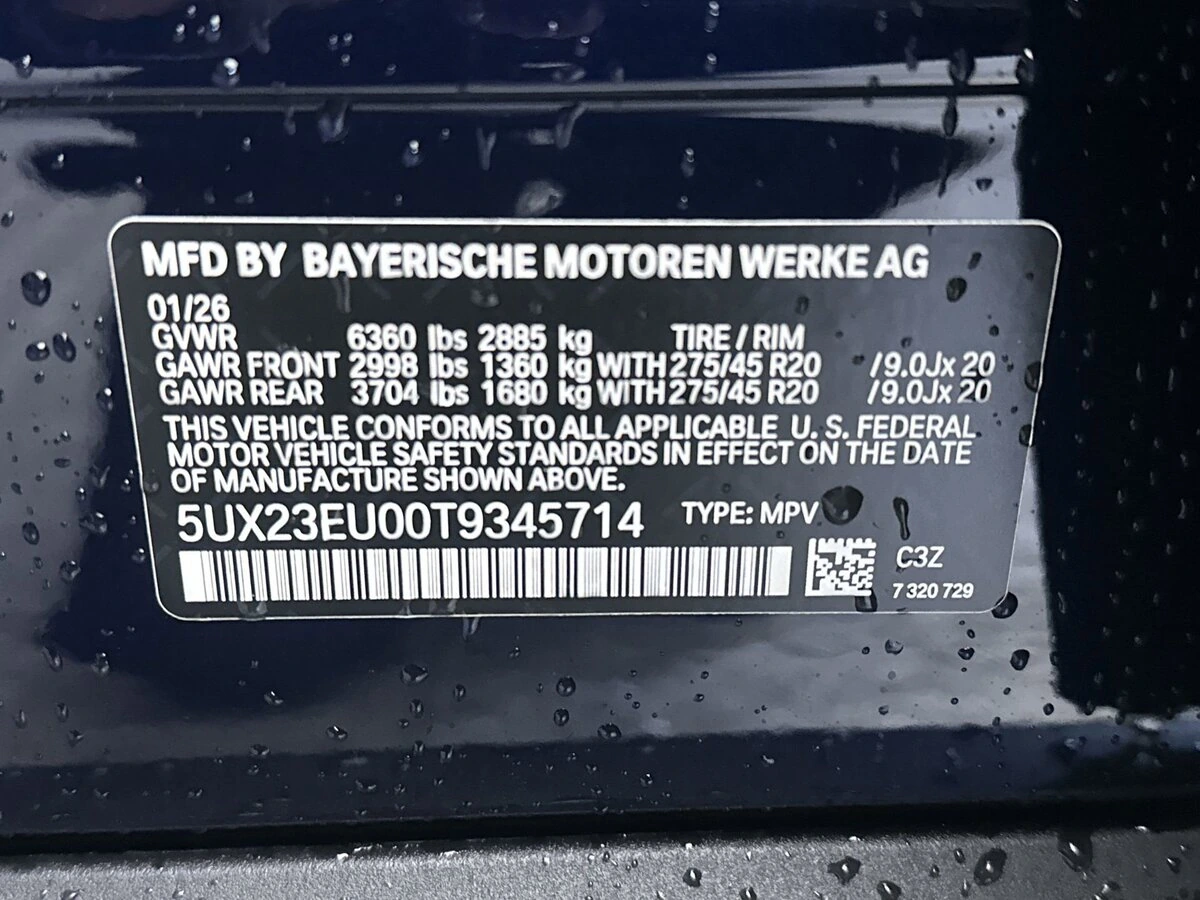 MFD BY BAYERISCHE MOTOREN WERKE AG
01/26
GVWR 6360 lbs 2885 kg TIRE / RIM
GAWR FRONT 2998 lbs 1360 kg WITH 275/45 R20 /9.0Jx 20
GAWR REAR 3704 lbs 1680 kg WITH 275/45 R20 /9.0Jx 20
THIS VEHICLE CONFORMS TO ALL APPLICABLE U. S. FEDERAL
MOTOR VEHICLE SAFETY STANDARDS IN EFFECT ON THE DATE
OF MANUFACTURE SHOWN ABOVE.
5UX23EU00T9345714 TYPE: MPV
C3Z
7 320 729